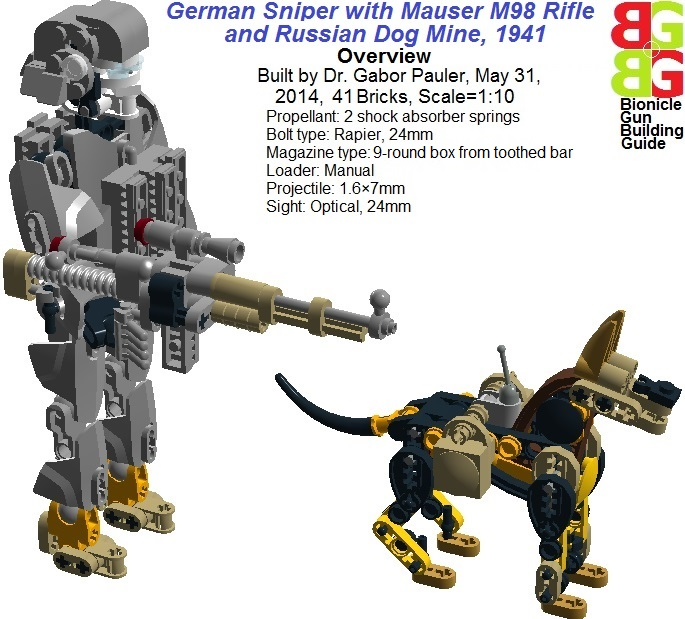 German Sniper with Mauser M98 Rifle
and Russian Dog Mine, 1941
Overview
Built by Dr. Gabor Pauler, May 31,
2014, 41 Bricks, Scale=1:10
Propellant: 2 shock absorber springs
Bolt type: Rapier, 24mm
Magazine type: 9-round box from toothed bar
Loader: Manual
Projectile: 1.6×7mm
Sight: Optical, 24mm
BG
BG
Bionicle
Gun
Building
Guide